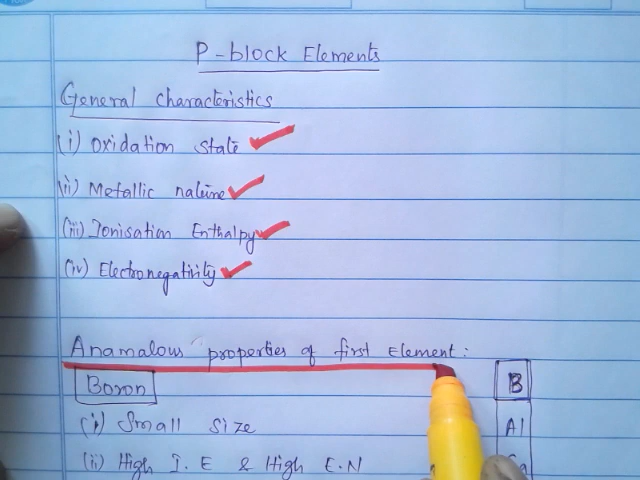 P-block Elements
General characteristics
(i) Oxidation state
(ii) Metallic nature
(iii) Ionisation Enthalpy
(iv) Electronegativity
Anamalous properties of first Element:
Boron
B
(i) Small size
Al
(ii) High I.E & High E.N
Ga